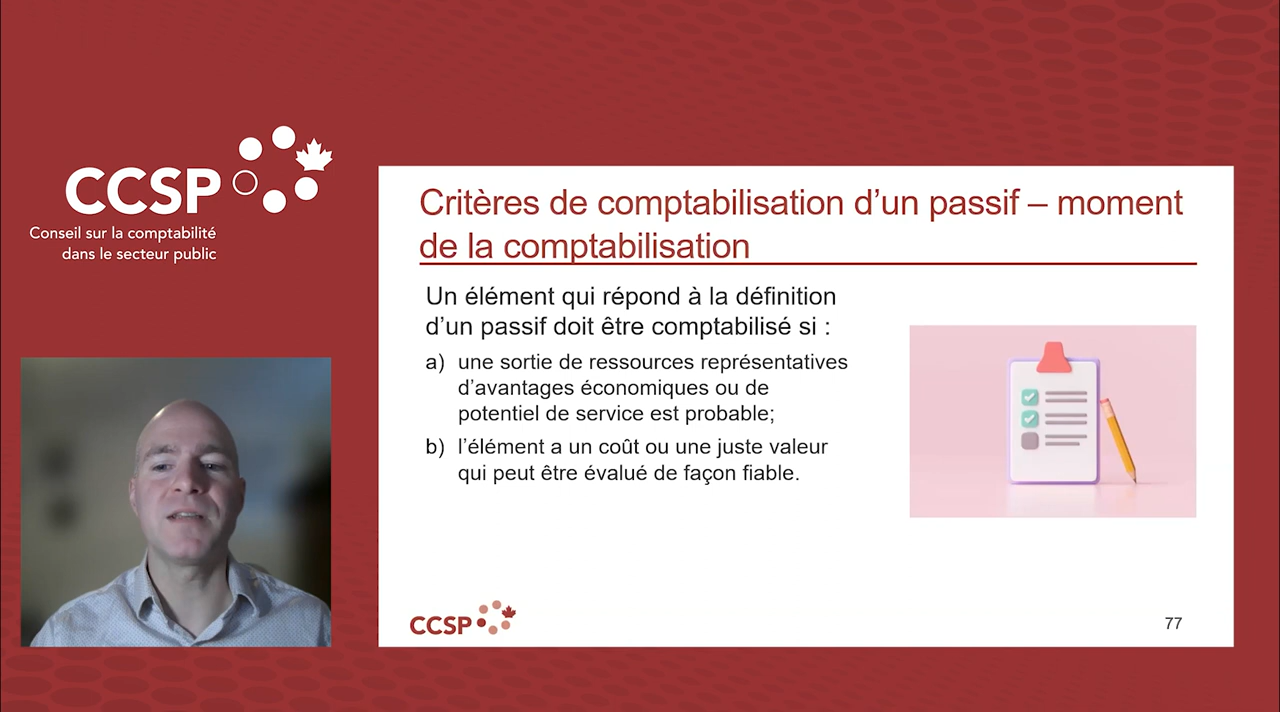 CCSP
Conseil sur la comptabilité
dans le secteur public
Critères de comptabilisation d’un passif – moment
de la comptabilisation
Un élément qui répond à la définition
d’un passif doit être comptabilisé si :
a) une sortie de ressources représentatives
d’avantages économiques ou de
potentiel de service est probable;
b) l’élément a un coût ou une juste valeur
qui peut être évalué de façon fiable.
CCSP
77